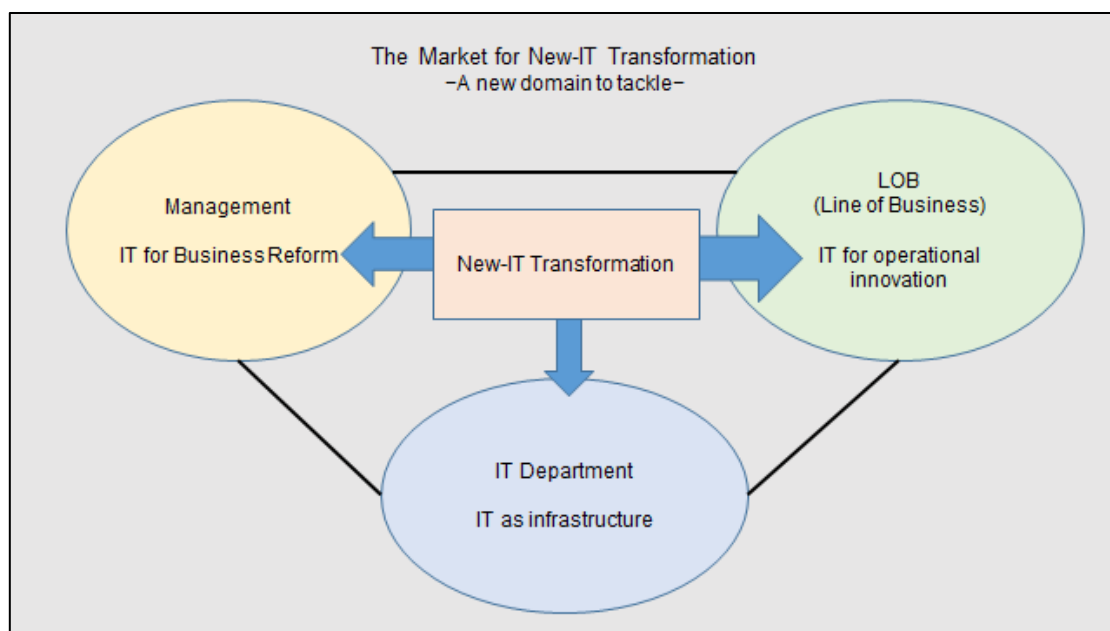 The Market for New-IT Transformation
−A new domain to tackle−
Management
IT for Business Reform
New-IT Transformation
LOB
(Line of Business)
IT for operational
innovation
IT Department
IT as infrastructure